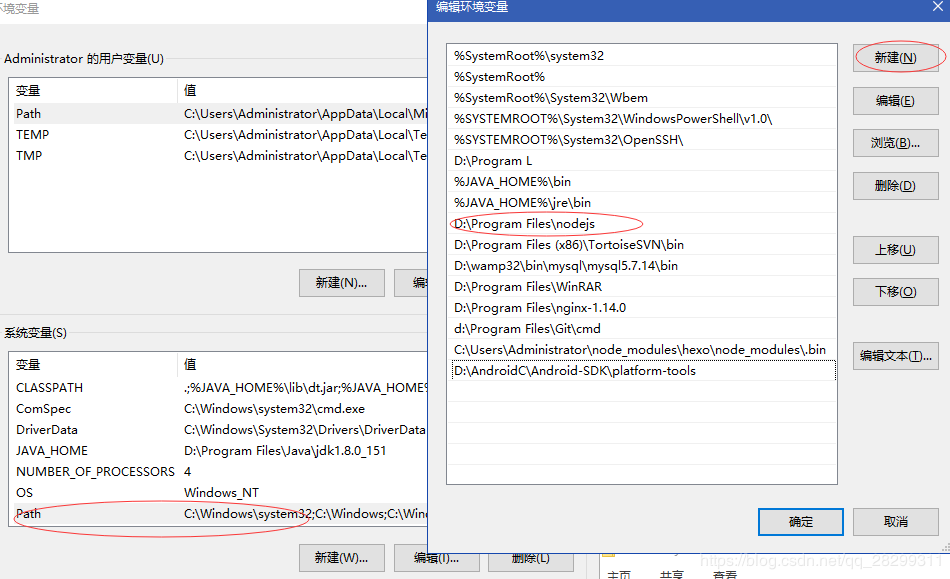 环境变量
Administrator 的用户变量(U)
变量 值
Path C:\Users\Administrator\AppData\Local\Mi
TEMP C:\Users\Administrator\AppData\Local\Te
TMP C:\Users\Administrator\AppData\Local\Te
新建(N)... 编
系统变量(S)
变量 值
CLASSPATH .;%JAVA_HOME%\lib\dt.jar;%JAVA_HOME%
ComSpec C:\Windows\system32\cmd.exe
DriverData C:\Windows\System32\Drivers\DriverData
JAVA_HOME D:\Program Files\Java\jdk1.8.0_151
NUMBER_OF_PROCESSORS 4
OS Windows_NT
Path C:\Windows\system32;C:\Windows;C:\Win
新建(W)... 编辑(I)... 删除(L)
编辑环境变量
%SystemRoot%\system32
%SystemRoot%
%SystemRoot%\System32\Wbem
%SYSTEMROOT%\System32\WindowsPowerShell\v1.0\
%SYSTEMROOT%\System32\OpenSSH\
D:\Program L
%JAVA_HOME%\bin
%JAVA_HOME%\jre\bin
D:\Program Files\nodejs
D:\Program Files (x86)\TortoiseSVN\bin
D:\wamp32\bin\mysql\mysql5.7.14\bin
D:\Program Files\WinRAR
D:\Program Files\nginx-1.14.0
d:\Program Files\Git\cmd
C:\Users\Administrator\node_modules\hexo\node_modules\.bin
D:\AndroidC\Android-SDK\platform-tools
新建(N)
编辑(E)
浏览(B)...
删除(D)
上移(U)
下移(O)
编辑文本(T)...
确定 取消
主页 共享 查看
https://blog.csdn.net/qq_28299311